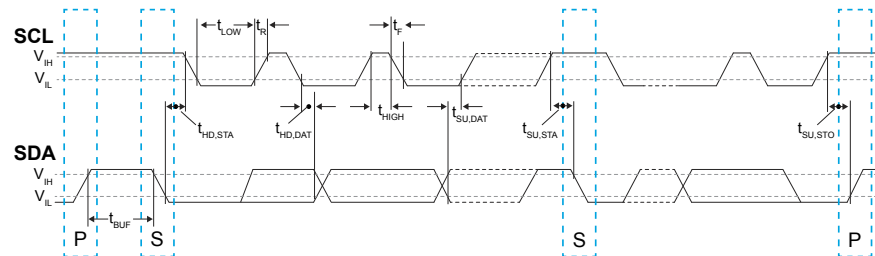 t_LOW t_R t_F
SCL
V_IH
V_IL
t_HD,STA t_HD,DAT t_HIGH t_SU,DAT t_SU,STA t_SU,STO
SDA
V_IH
V_IL
t_BUF
P S S P